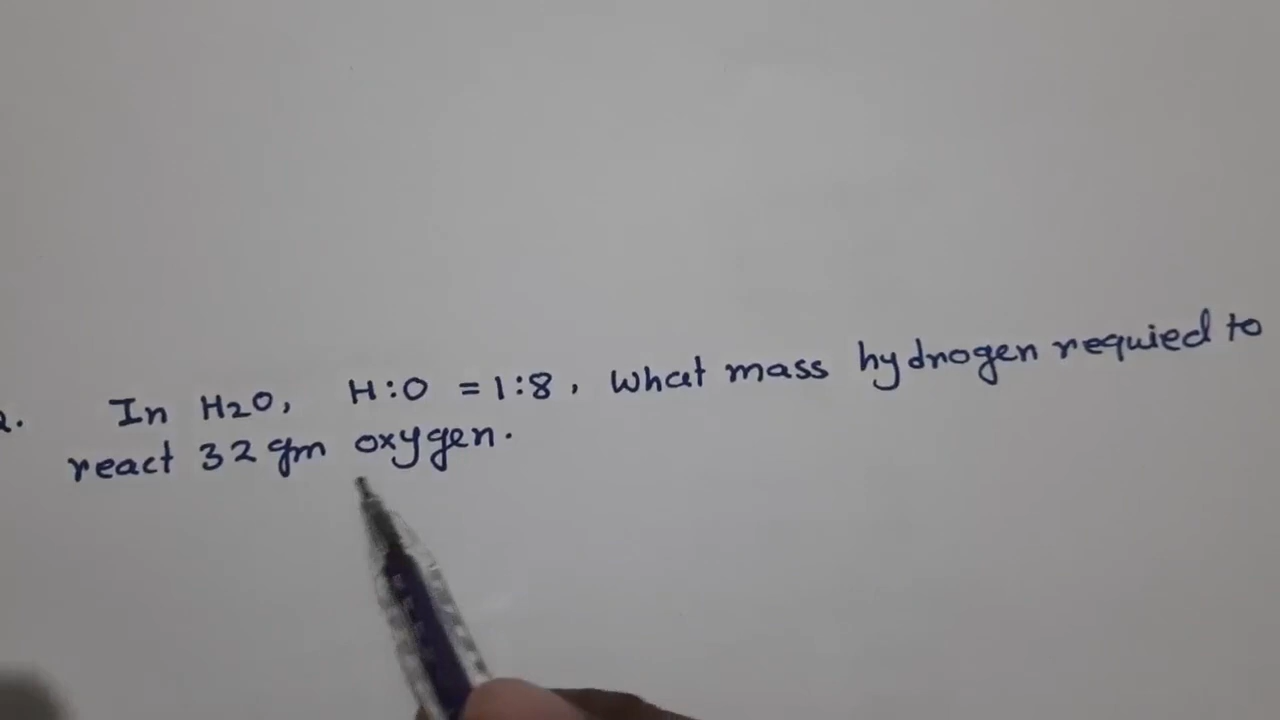 Q. In H2O, H:O = 1:8, what mass hydrogen requied to
react 32 gm oxygen.